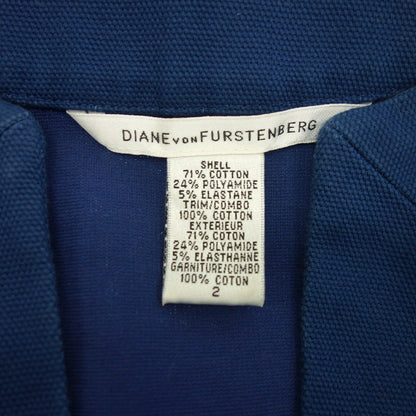 DIANE VON FURSTENBERG
SHELL
71% COTTON
24% POLYAMIDE
5% ELASTANE
TRIM/COMBO
100% COTTON
EXTERIEUR
71% COTON
24% POLYAMIDE
5% ELASTHANNE
GARNITURE/COMBO
100% COTON
2